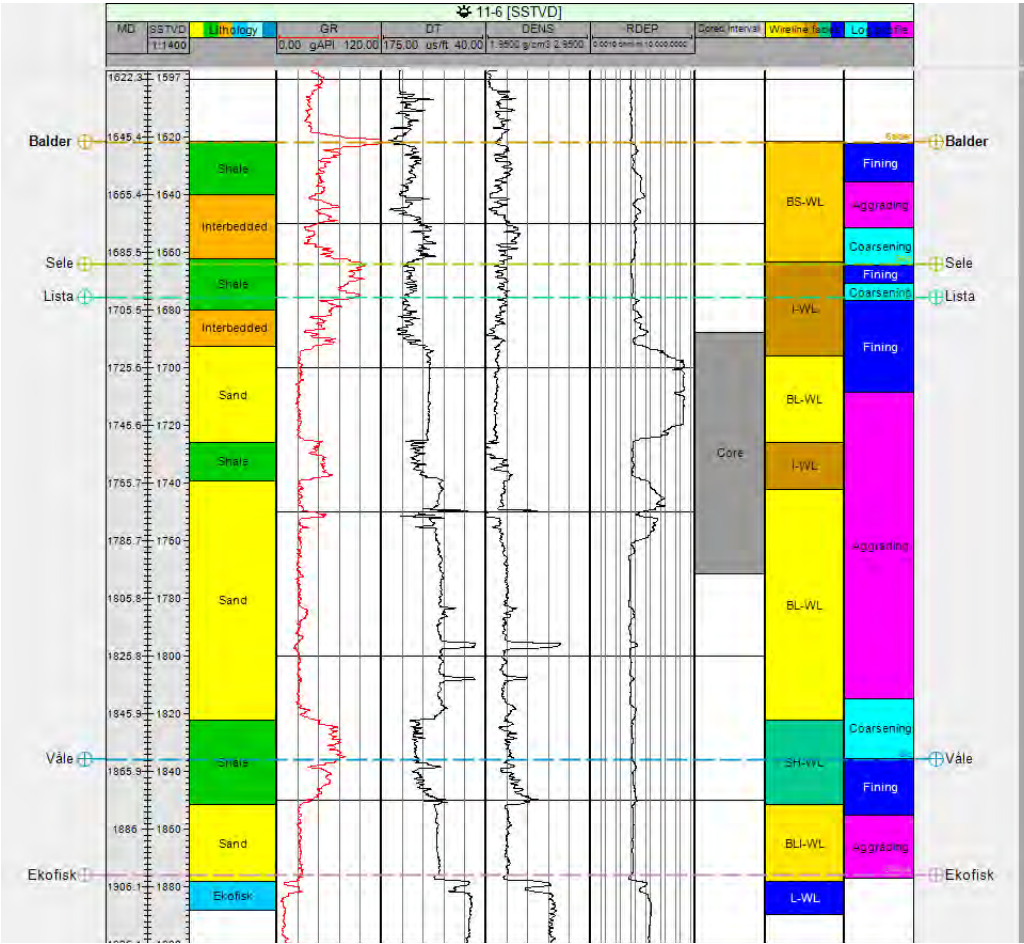 11-6 [SSTVD]
MD SSTVD Lithology GR DT DENS RDEP Cored interval Wireline facies
1:1400 0.00 gAPI 120.00 175.00 us/ft 40.00 1.9500 g/cm3 2.9500
1622.3 1597
Balder 1645.4 1620 Balder Balder
Shale Fining
1665.4 1640
BS-WL Aggrading
Interbedded
1685.5 1660 Coarsening
Sele Sele
Shale Fining
Lista Coarsening Lista
1705.5 1680 I-WL
Interbedded
Fining
1725.6 1700
Sand BL-WL
1745.6 1720
Core
Shale I-WL
1765.7 1740
Aggrading
1785.7 1760
Sand BL-WL
1805.8 1780
1825.8 1800
1845.9 1820
Coarsening
Våle Shale SH-WL Våle
1865.9 1840
Fining
1886 1850
Sand BLI-WL Aggrading
Ekofisk Ekofisk
1906.1 1880
Ekofisk L-WL